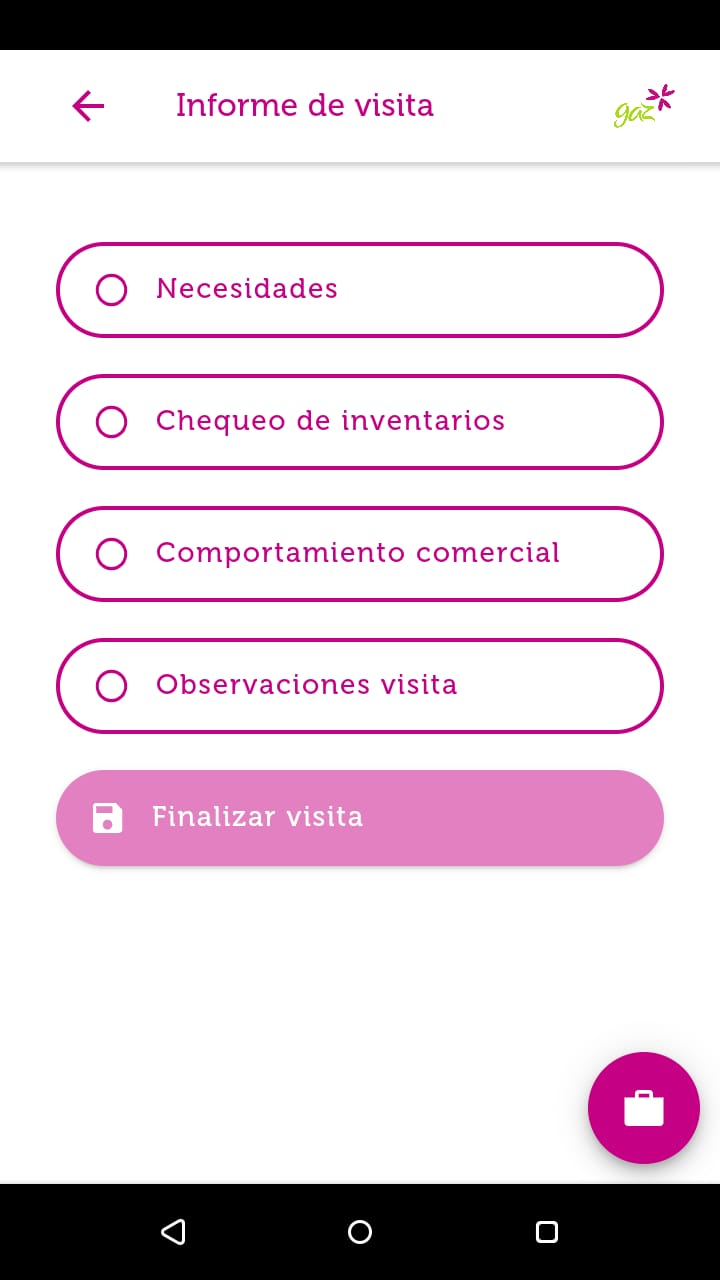 Informe de visita
gaz
Necesidades
Chequeo de inventarios
Comportamiento comercial
Observaciones visita
Finalizar visita